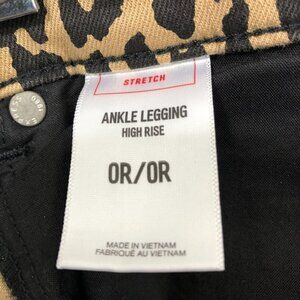 STRETCH
ANKLE LEGGING
HIGH RISE
0R/0R
MADE IN VIETNAM
FABRIQUÉ AU VIETNAM